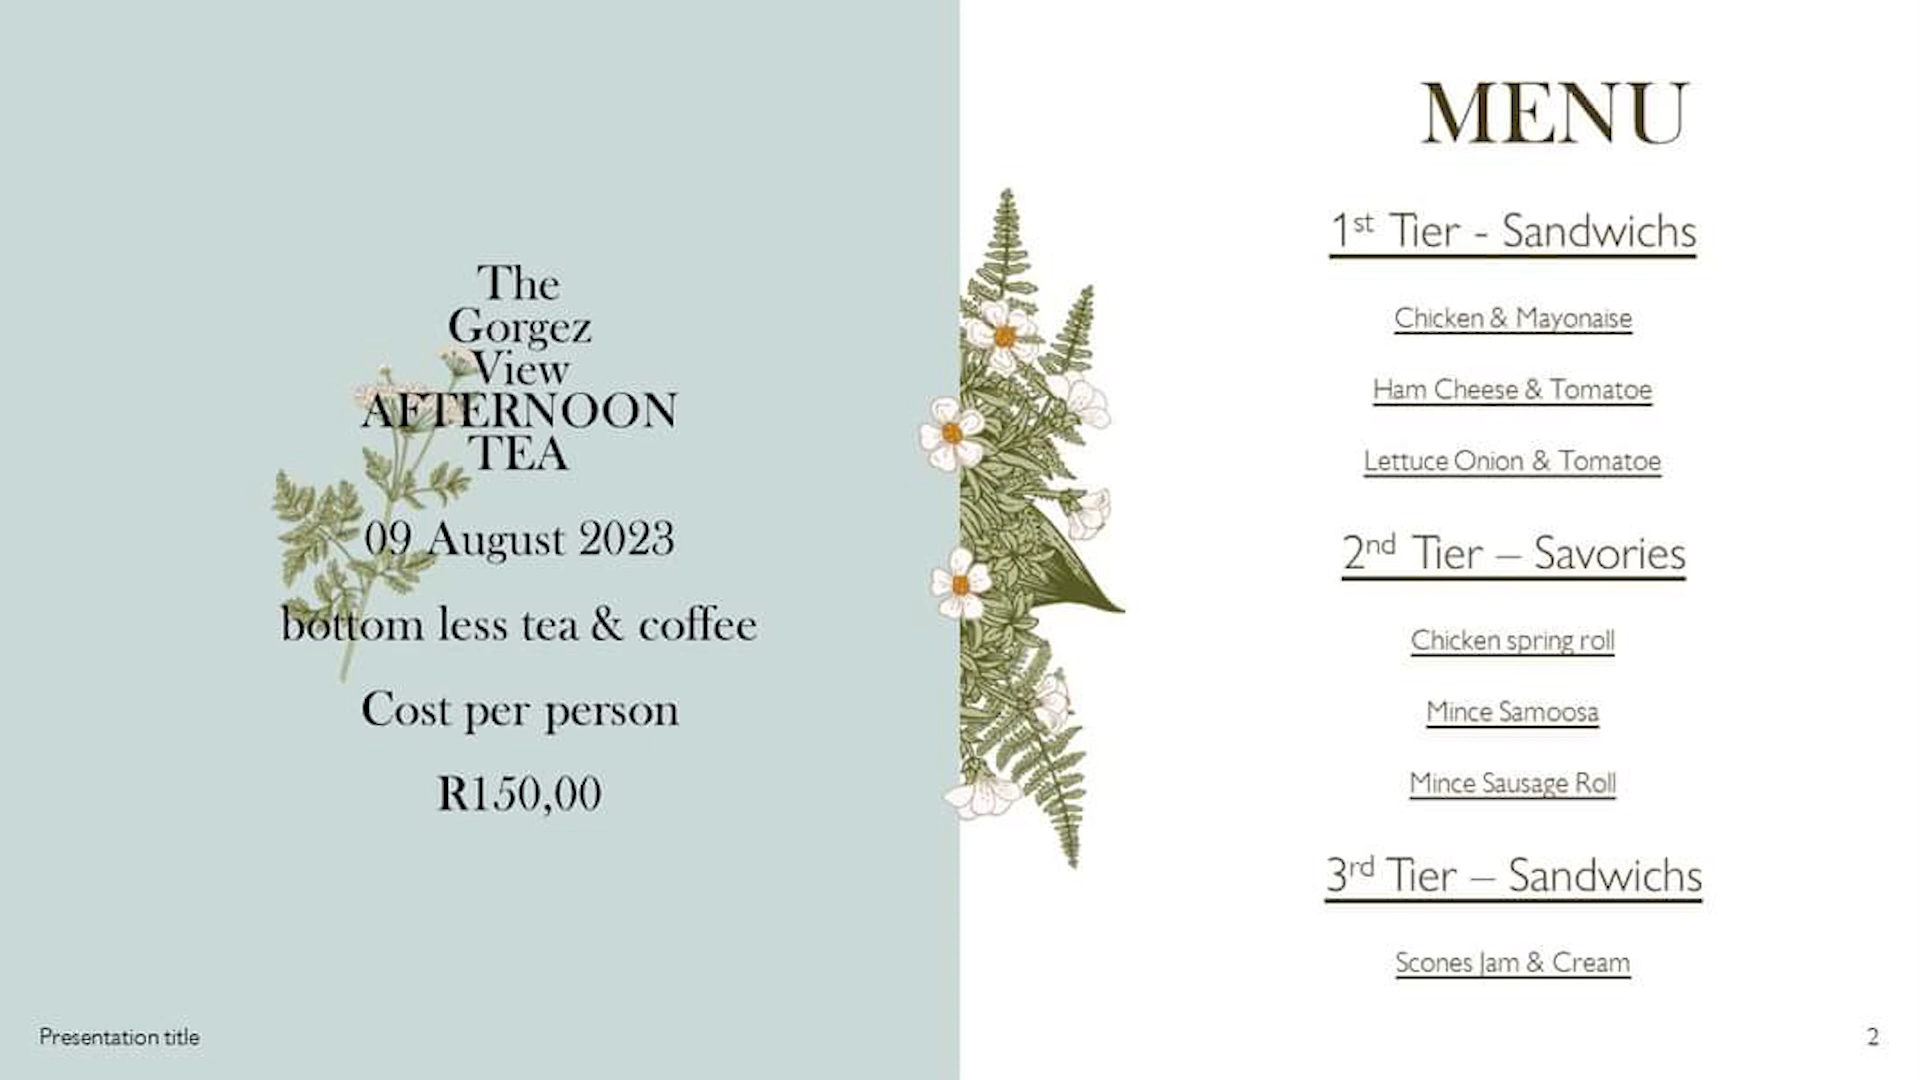 The
Gorgez
View
AFTERNOON
TEA
09 August 2023
bottom less tea & coffee
Cost per person
R150,00
Presentation title
MENU
1st Tier - Sandwichs
Chicken & Mayonaise
Ham Cheese & Tomatoe
Lettuce Onion & Tomatoe
2nd Tier – Savories
Chicken spring roll
Mince Samoosa
Mince Sausage Roll
3rd Tier – Sandwichs
Scones Jam & Cream
2